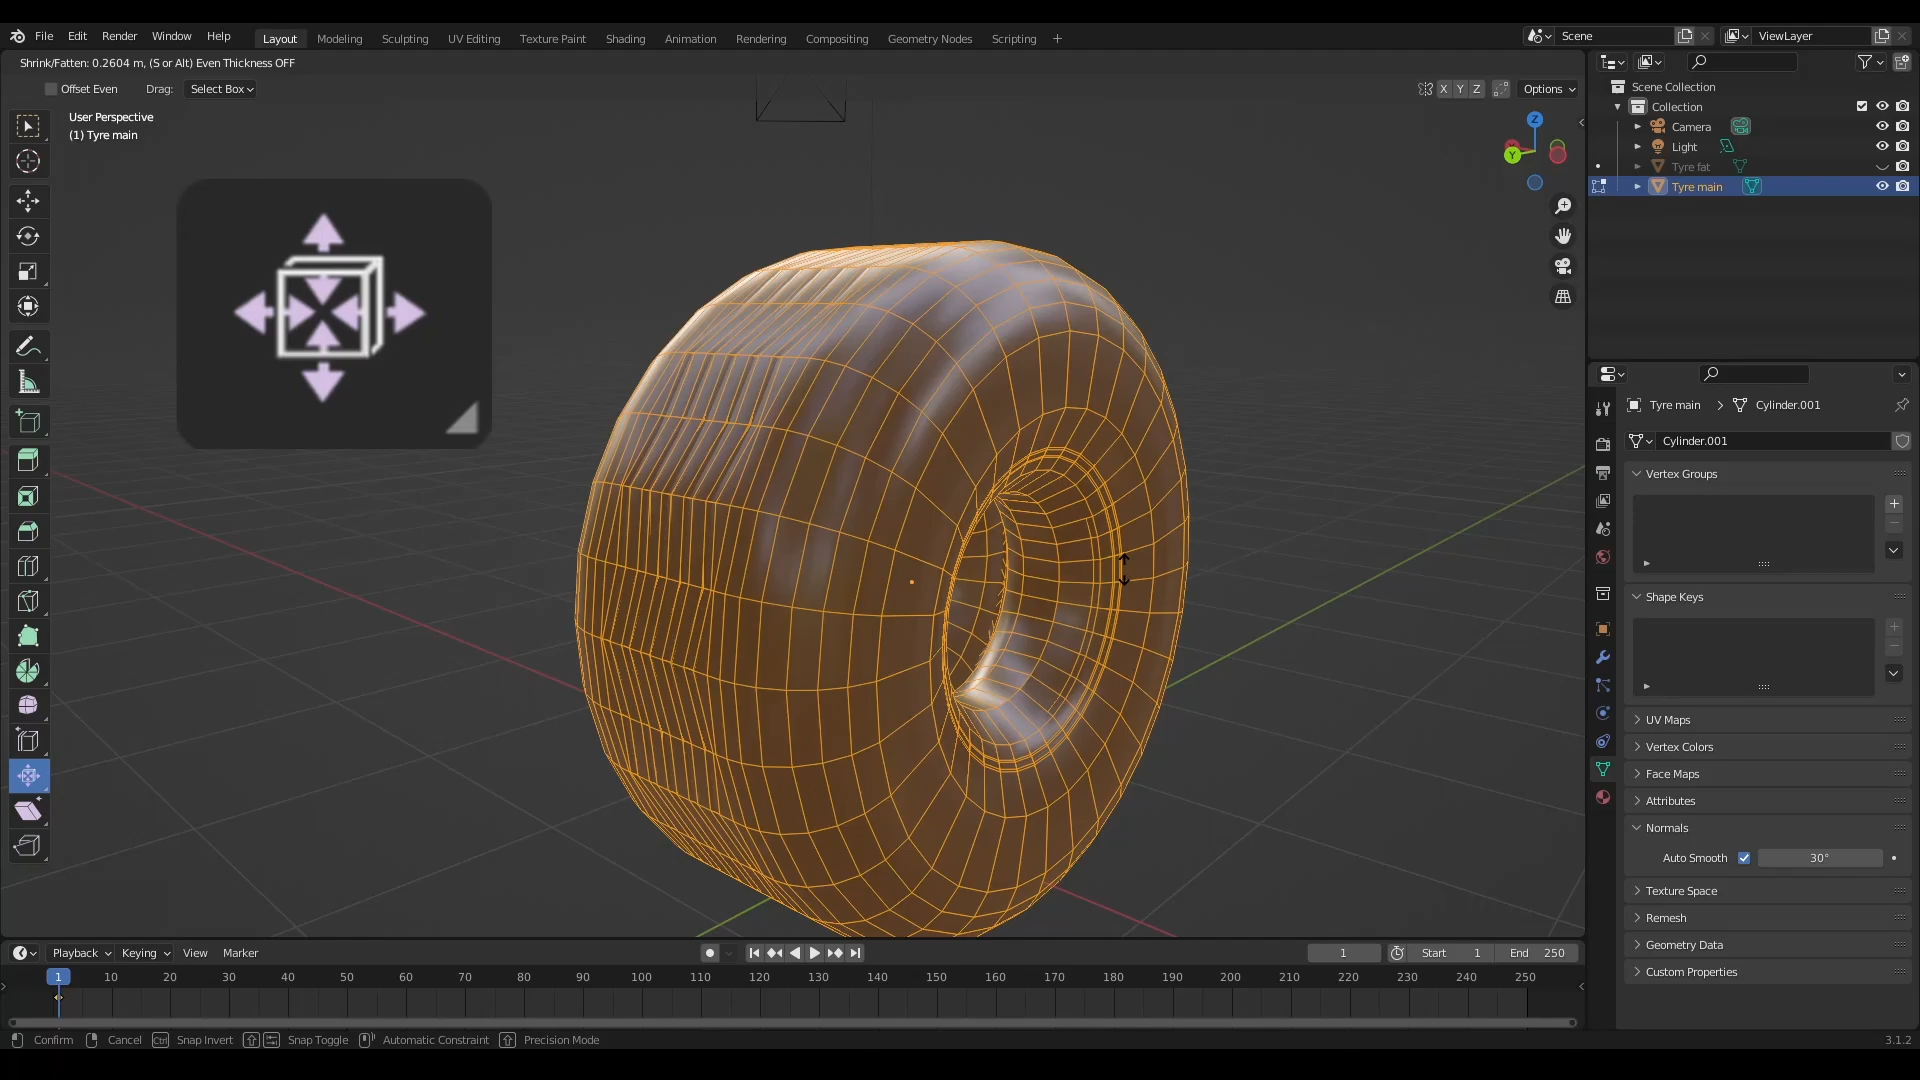 File Edit Render Window Help Layout Modeling Sculpting UV Editing Texture Paint Shading Animation Rendering Compositing Geometry Nodes Scripting + Scene ViewLayer
Shrink/Fatten: 0.2604 m, (S or Alt) Even Thickness OFF
Offset Even Drag: Select Box X Y Z Options
User Perspective
(1) Tyre main
Z
Y
Scene Collection
Collection
Camera
Light
Tyre fat
Tyre main
Tyre main > Cylinder.001
Cylinder.001
Vertex Groups
Shape Keys
UV Maps
Vertex Colors
Face Maps
Attributes
Normals
Auto Smooth 30°
Texture Space
Remesh
Geometry Data
Custom Properties
Playback Keying View Marker 1 Start 1 End 250
1 10 20 30 40 50 60 70 80 90 100 110 120 130 140 150 160 170 180 190 200 210 220 230 240 250
Confirm Cancel Ctrl Snap Invert Snap Toggle Automatic Constraint Precision Mode 3.1.2